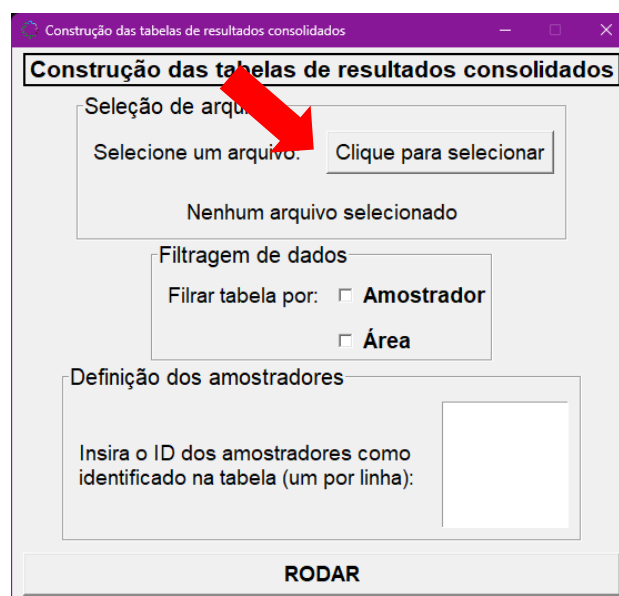 Construção das tabelas de resultados consolidados
Construção das tabelas de resultados consolidados
Seleção de arqu
Selecione um arquivo: Clique para selecionar
Nenhum arquivo selecionado
Filtragem de dados
Filrar tabela por: Amostrador
Área
Definição dos amostradores
Insira o ID dos amostradores como
identificado na tabela (um por linha):
RODAR